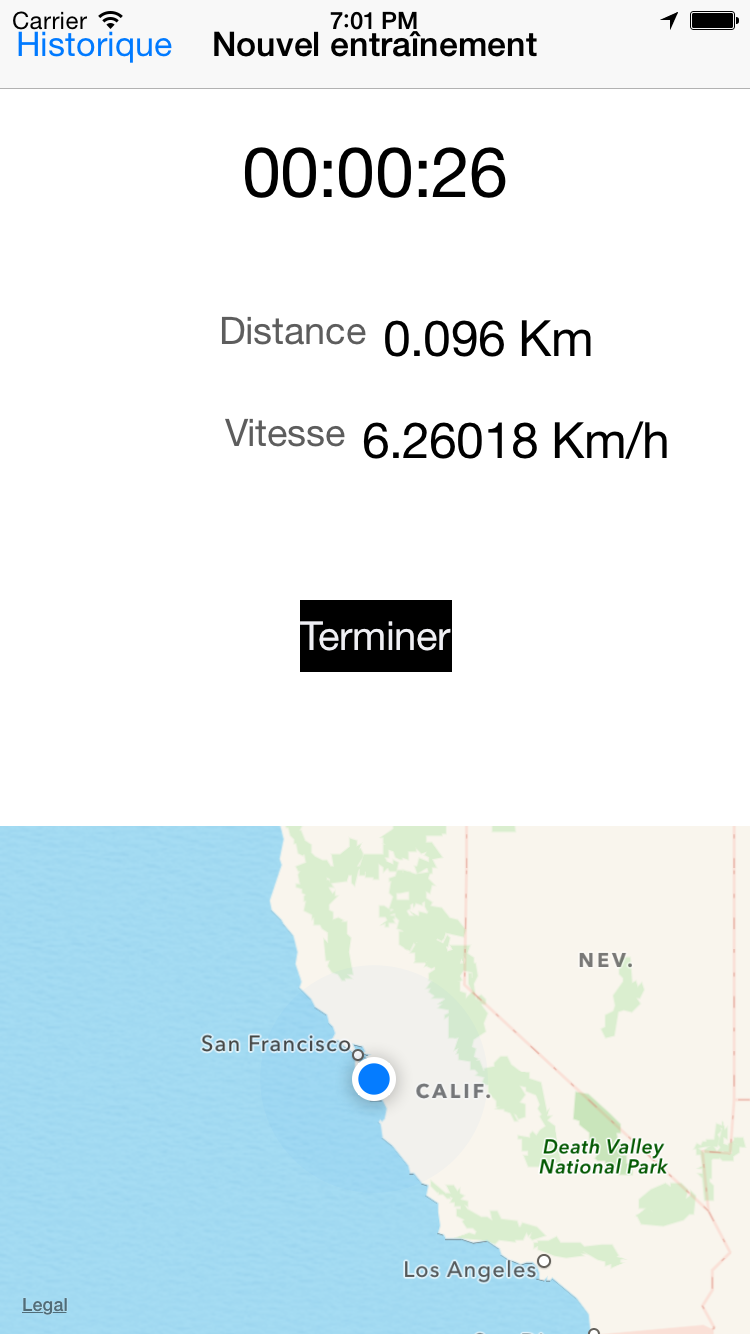 Carrier 7:01 PM
Historique Nouvel entraînement
00:00:26
Distance 0.096 Km
Vitesse 6.26018 Km/h
Terminer
NEV.
San Francisco
CALIF.
Death Valley
National Park
Los Angeles
Legal